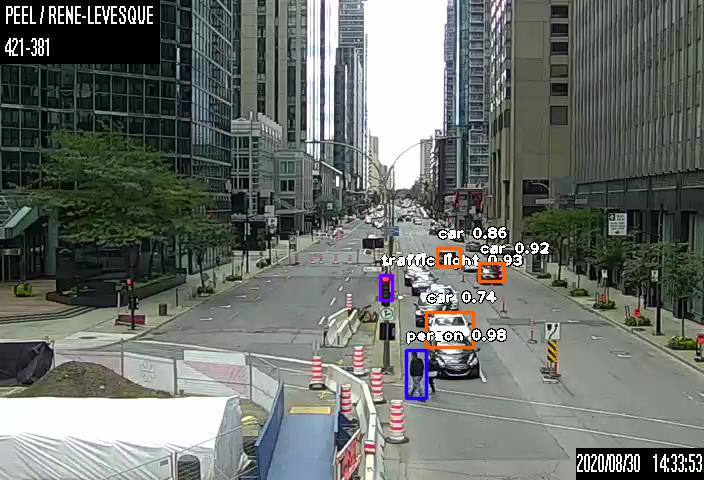 PEEL / RENE-LEVESQUE
421-381
car 0.86
car 0.92
traffic light 0.93
car 0.74
person 0.98
2020/08/30 14:33:53